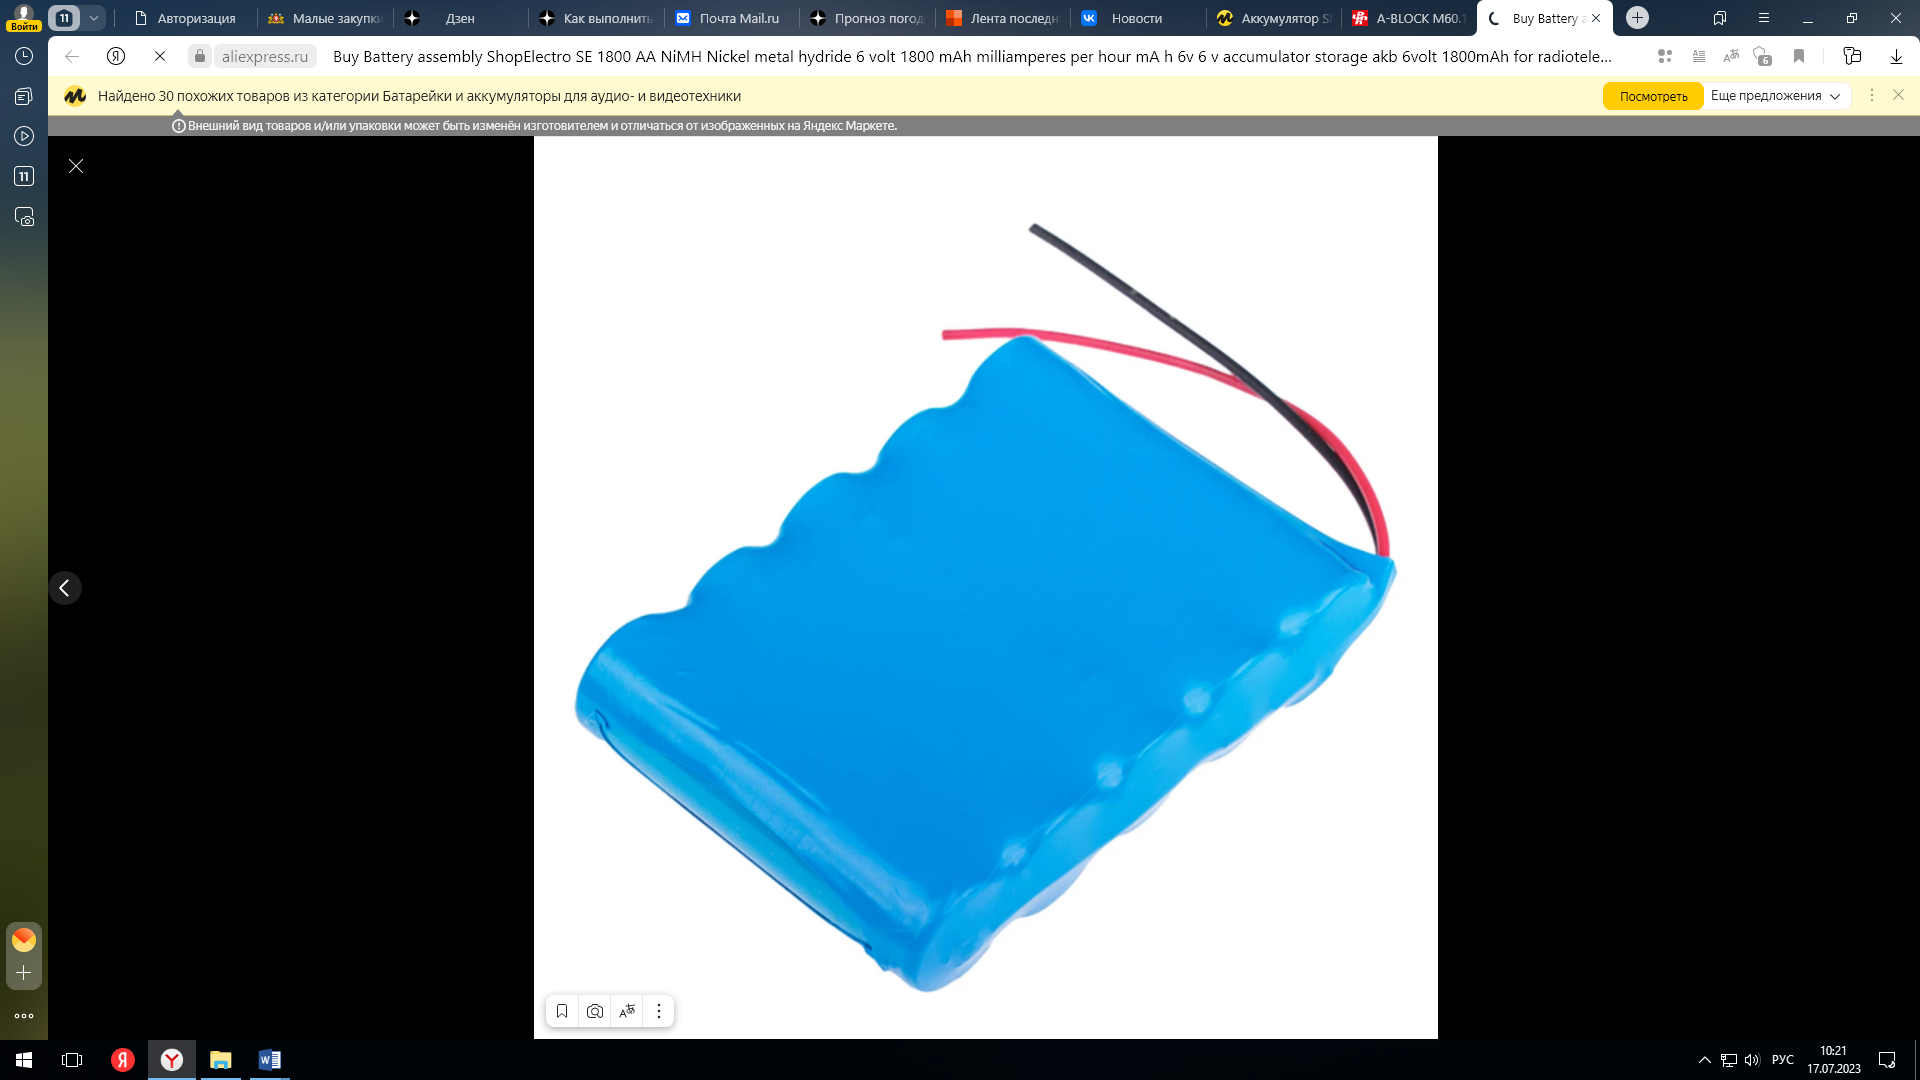 11
Авторизация
Малые закупки
Дзен
Как выполнить
Почта Mail.ru
Прогноз погод
Лента последн
Новости
Аккумулятор S
A-BLOCK M60.1
Buy Battery a
Войти
aliexpress.ru
Buy Battery assembly ShopElectro SE 1800 AA NiMH Nickel metal hydride 6 volt 1800 mAh milliamperes per hour mA h 6v 6 v accumulator storage akb 6volt 1800mAh for radiotele...
6
Найдено 30 похожих товаров из категории Батарейки и аккумуляторы для аудио- и видеотехники
Посмотреть
Еще предложения
Внешний вид товаров и/или упаковки может быть изменён изготовителем и отличаться от изображенных на Яндекс Маркете.
11
РУС
10:21
17.07.2023